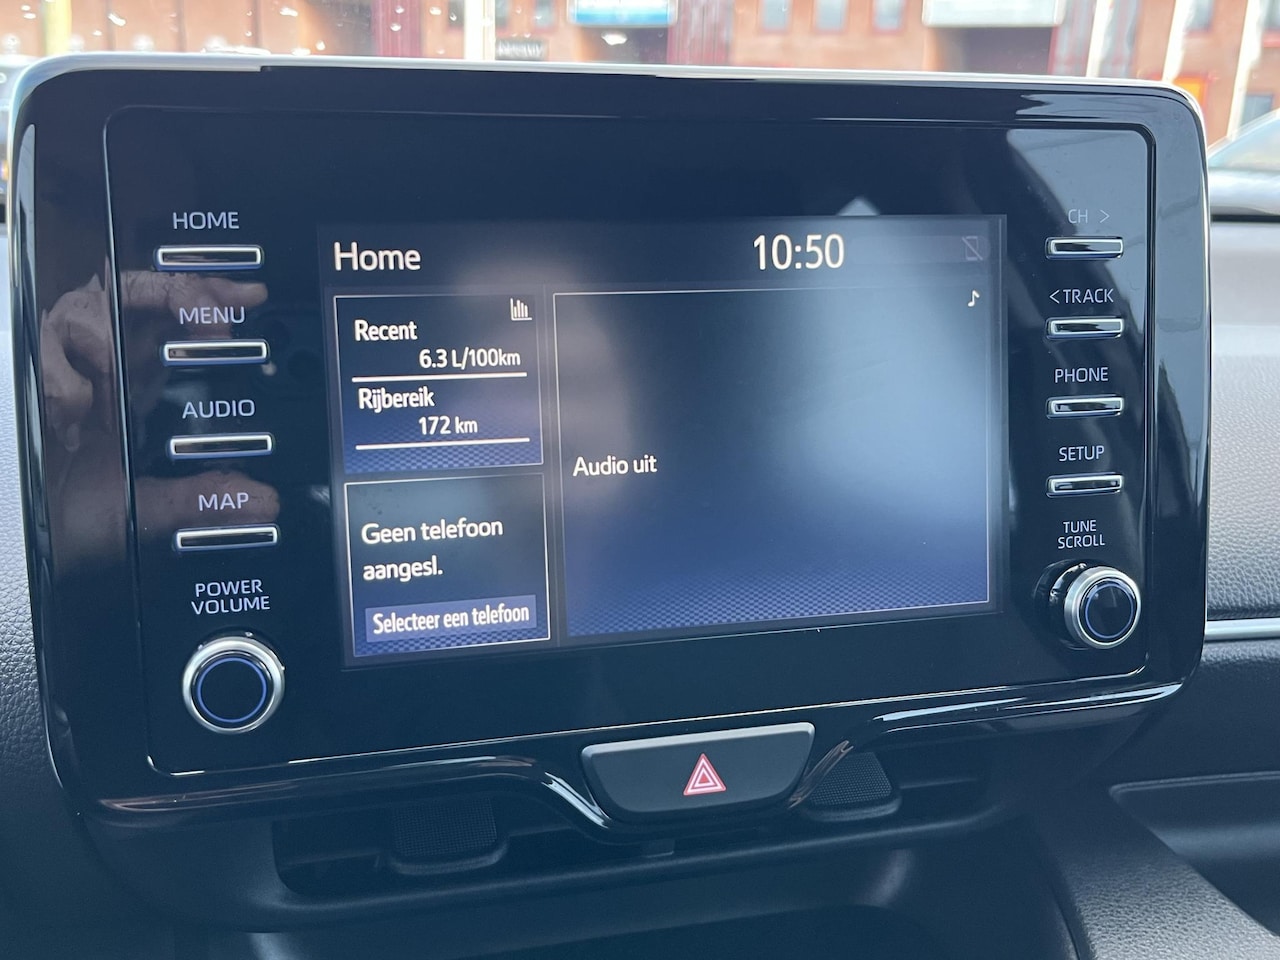 HOME
MENU
AUDIO
MAP
POWER
VOLUME
Home
10:50
Recent
6.3 L/100km
Rijbereik
172 km
Geen telefoon
aangesl.
Selecteer een telefoon
Audio uit
CH >
< TRACK
PHONE
SETUP
TUNE
SCROLL